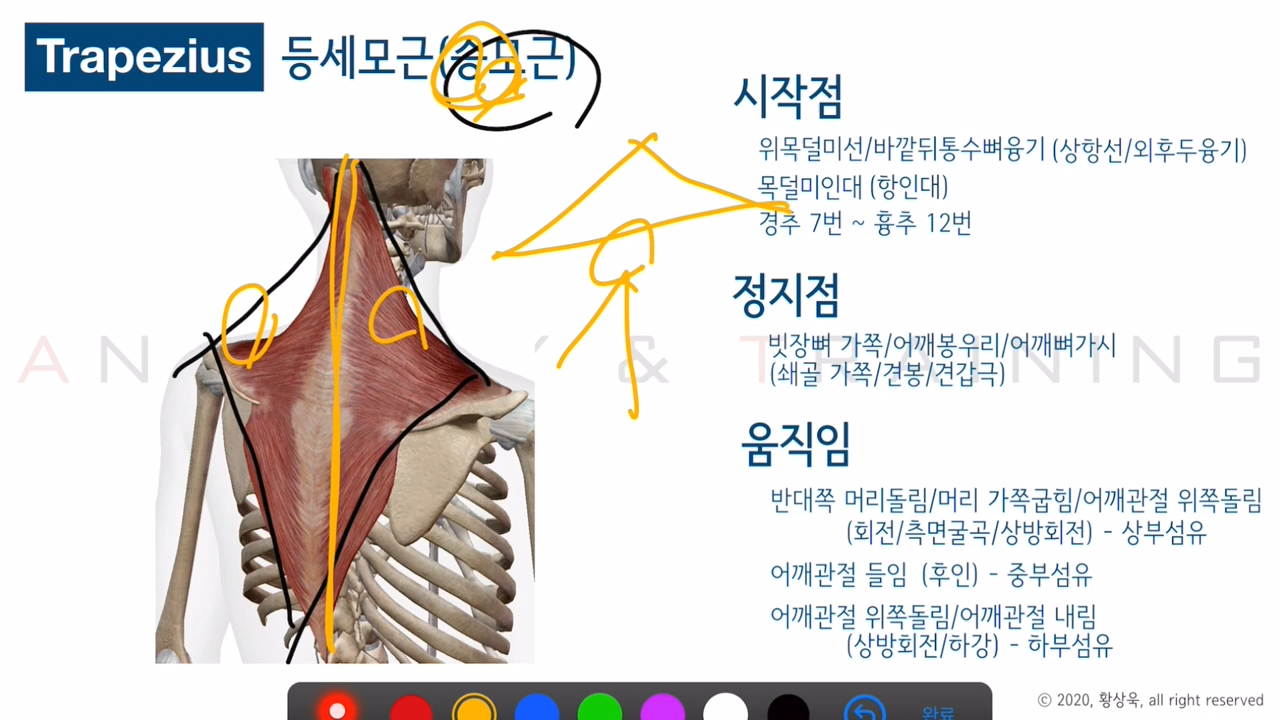 Trapezius 등세모근(승모근)
시작점
위목덜미선/바깥뒤통수뼈융기 (상항선/외후두융기)
목덜미인대 (항인대)
경추 7번 ~ 흉추 12번
정지점
빗장뼈 가쪽/어깨봉우리/어깨뼈가시
(쇄골 가쪽/견봉/견갑극)
움직임
반대쪽 머리돌림/머리 가쪽굽힘/어깨관절 위쪽돌림
(회전/측면굴곡/상방회전) - 상부섬유
어깨관절 들임 (후인) - 중부섬유
어깨관절 위쪽돌림/어깨관절 내림
(상방회전/하강) - 하부섬유
& TRAINING
완료
© 2020, 황상욱, all right reserved